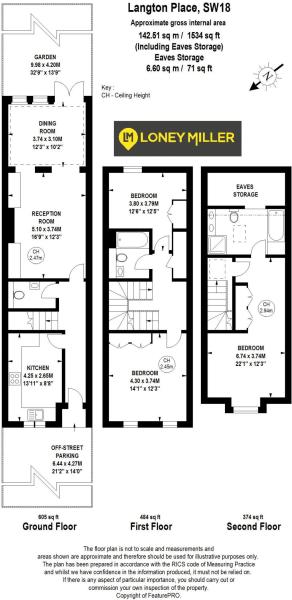 Langton Place, SW18
Approximate gross internal area
142.51 sq m / 1534 sq ft
(Including Eaves Storage)
Eaves Storage
6.60 sq m / 71 sq ft
Key :
CH - Ceiling Height
N
LM LONEY MILLER
GARDEN
9.98 x 4.20M
32'9" x 13'9"
DINING
ROOM
3.74 x 3.10M
12'3" x 10'2"
RECEPTION
ROOM
5.10 x 3.74M
16'9" x 12'3"
CH
2.47m
KITCHEN
4.25 x 2.65M
13'11" x 8'8"
OFF-STREET
PARKING
6.44 x 4.27M
21'2" x 14'0"
BEDROOM
3.80 x 3.79M
12'6" x 12'5"
BEDROOM
4.30 x 3.74M
14'1" x 12'3"
CH
2.45m
EAVES
STORAGE
CH
2.94m
BEDROOM
6.74 x 3.74M
22'1" x 12'3"
605 sq ft
Ground Floor
484 sq ft
First Floor
374 sq ft
Second Floor
The floor plan is not to scale and measurements and
areas shown are approximate and therefore should be used for illustrative purposes only.
The plan has been prepared in accordance with the RICS code of Measuring Practice
and whilst we have confidence in the information produced, it must not be relied on.
If there is any aspect of particular importance, you should carry out or
commission your own inspection of the property.
Copyright of FeaturePRO.